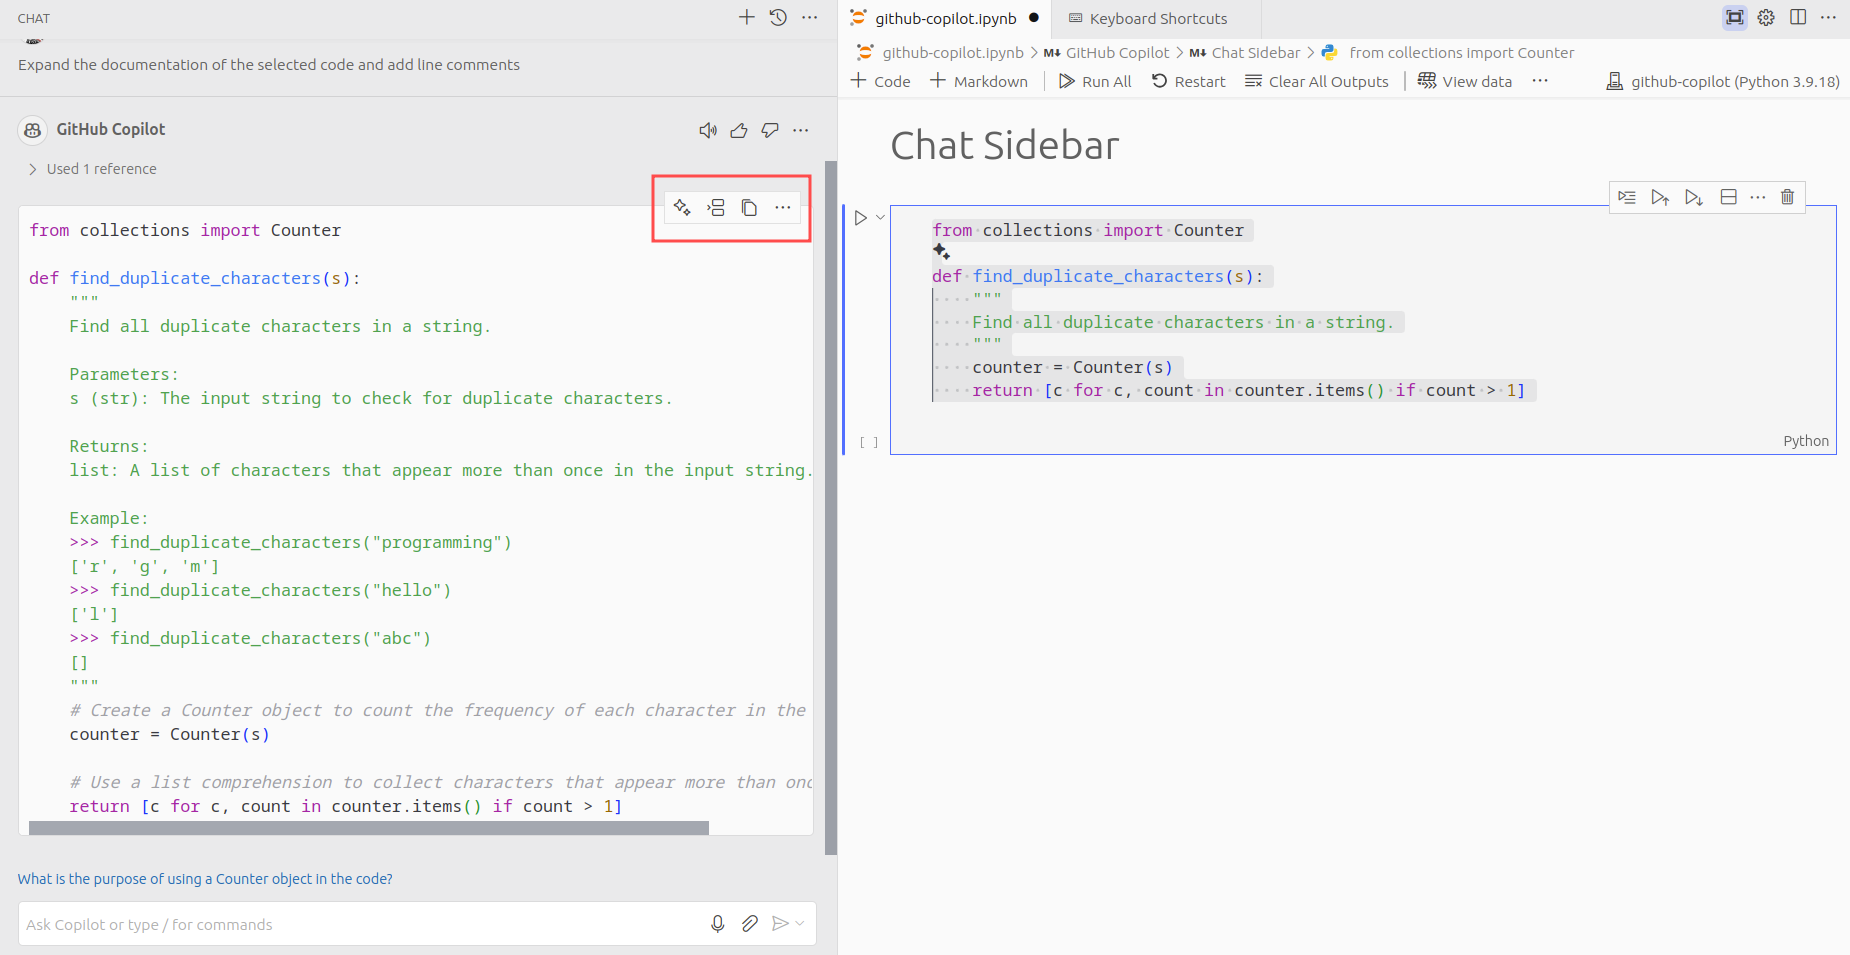 CHAT
Expand the documentation of the selected code and add line comments
GitHub Copilot
Used 1 reference
from collections import Counter
def find_duplicate_characters(s):
"""
Find all duplicate characters in a string.
Parameters:
s (str): The input string to check for duplicate characters.
Returns:
list: A list of characters that appear more than once in the input string.
Example:
>>> find_duplicate_characters("programming")
['r', 'g', 'm']
>>> find_duplicate_characters("hello")
['l']
>>> find_duplicate_characters("abc")
[]
"""
# Create a Counter object to count the frequency of each character in the
counter = Counter(s)
# Use a list comprehension to collect characters that appear more than onc
return [c for c, count in counter.items() if count > 1]
What is the purpose of using a Counter object in the code?
Ask Copilot or type / for commands
github-copilot.ipynb
Keyboard Shortcuts
github-copilot.ipynb > M↓ GitHub Copilot > M↓ Chat Sidebar > from collections import Counter
Code
Markdown
Run All
Restart
Clear All Outputs
View data
github-copilot (Python 3.9.18)
Chat Sidebar
from collections import Counter
def find_duplicate_characters(s):
"""
Find all duplicate characters in a string.
"""
counter = Counter(s)
return [c for c, count in counter.items() if count > 1]
[ ]
Python